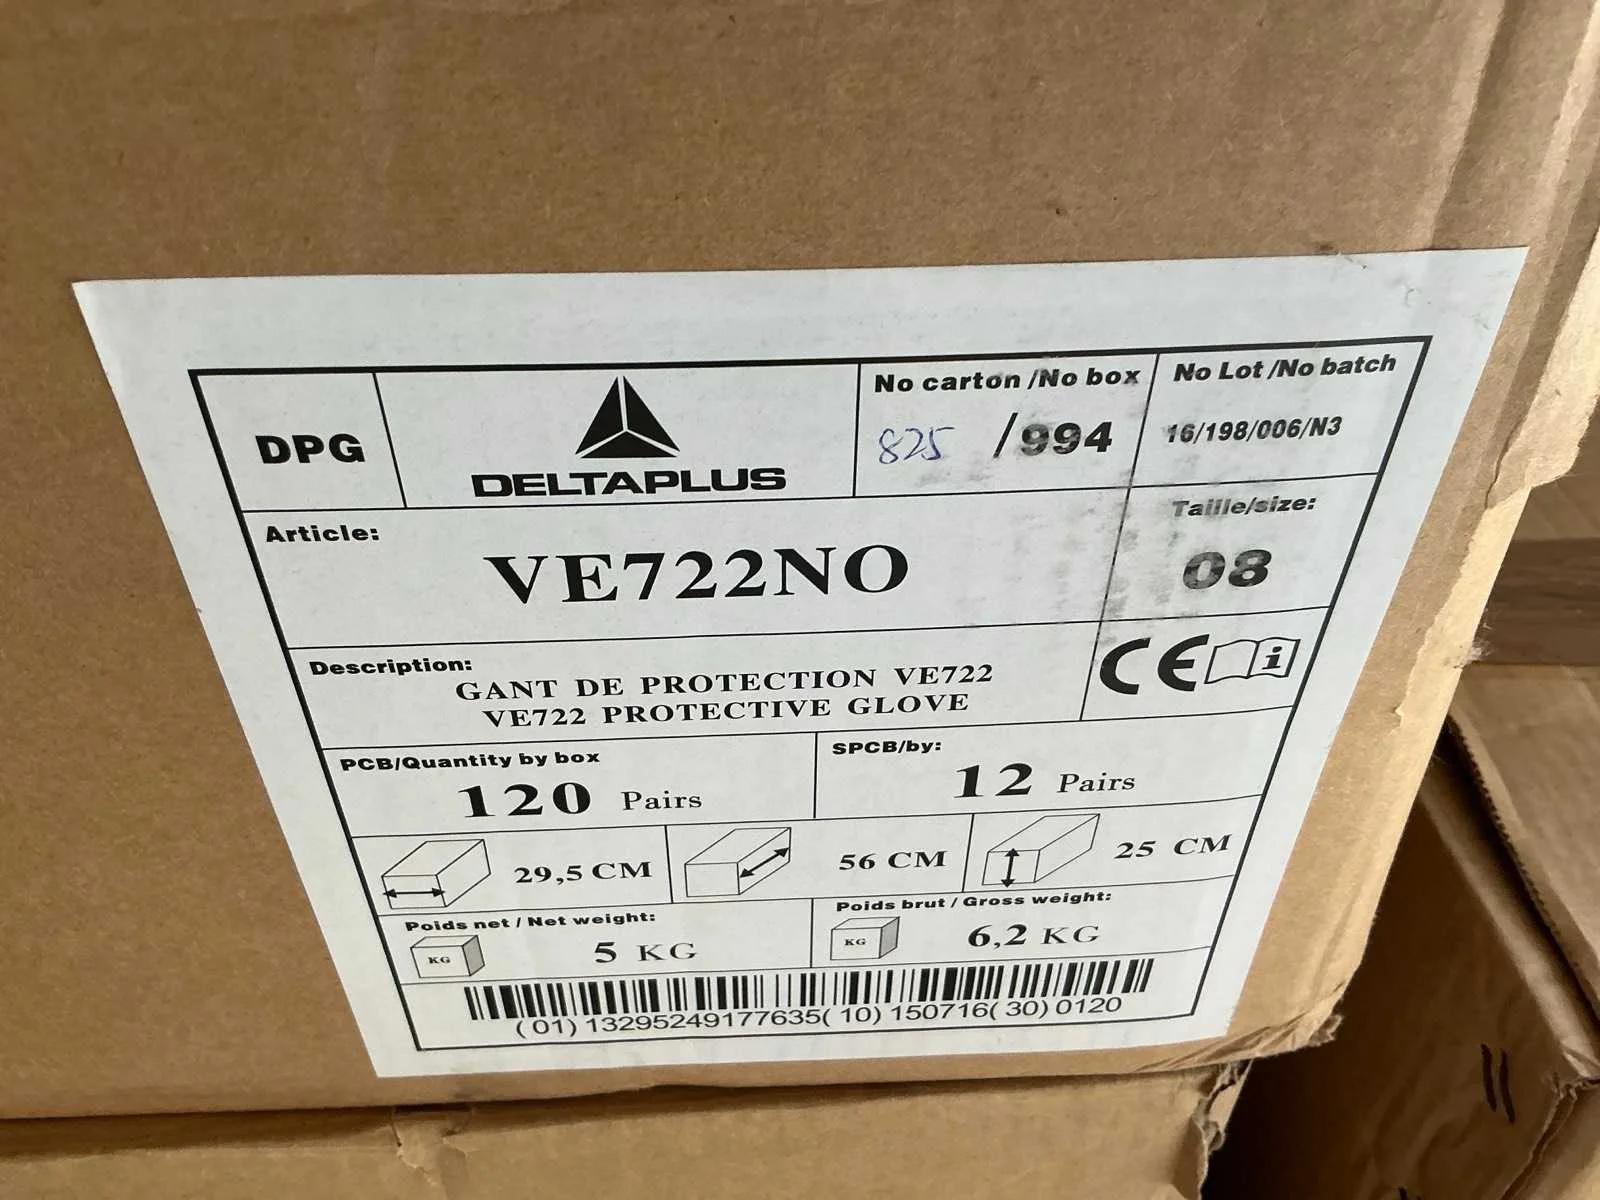 DPG
DELTAPLUS
No carton /No box
825 /994
No Lot /No batch
16/198/006/N3
Article:
VE722NO
Taille/size:
08
Description:
GANT DE PROTECTION VE722
VE722 PROTECTIVE GLOVE
CE i
PCB/Quantity by box
120 Pairs
SPCB/by:
12 Pairs
29,5 CM
56 CM
25 CM
Poids net / Net weight:
KG
5 KG
Poids brut / Gross weight:
KG
6,2 KG
(01)13295249177635(10)150716(30)0120